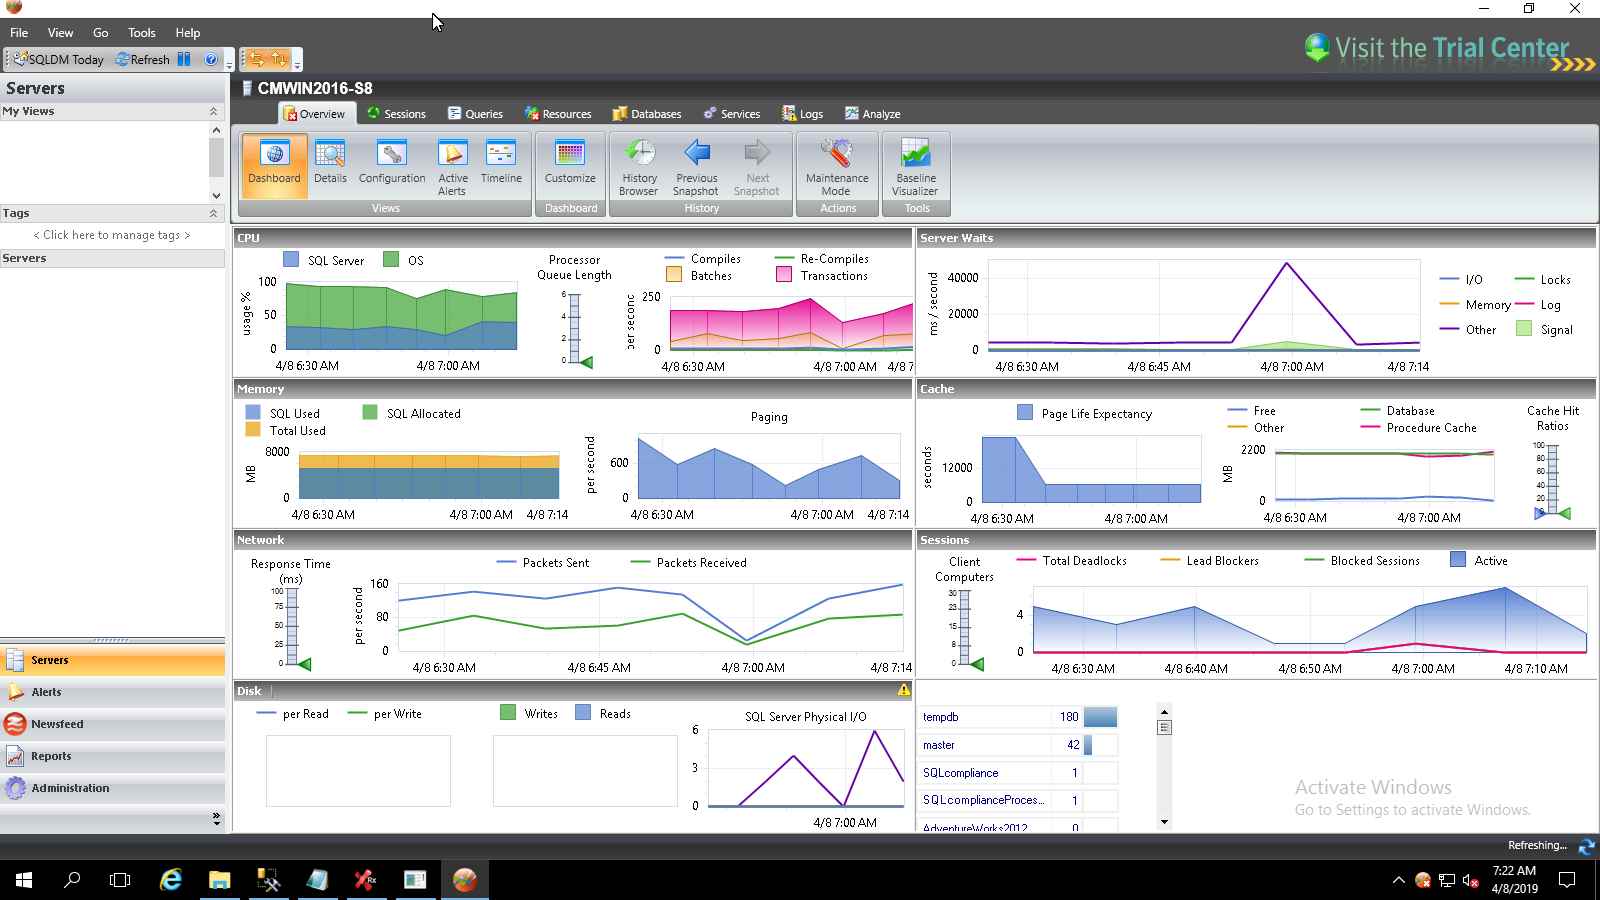 File View Go Tools Help
SQLDM Today Refresh
Visit the Trial Center
Servers
My Views
Tags
< Click here to manage tags >
Servers
Servers
Alerts
Newsfeed
Reports
Administration
CMWIN2016-S8
Overview Sessions Queries Resources Databases Services Logs Analyze
Dashboard Details Configuration Active Alerts Timeline
Views
Customize
Dashboard
History Browser Previous Snapshot Next Snapshot
History
Maintenance Mode
Actions
Baseline Visualizer
Tools
CPU
SQL Server OS
usage %
100
50
0
4/8 6:30 AM 4/8 7:00 AM
Processor
Queue Length
6
4
2
0
Compiles Re-Compiles
Batches Transactions
per second
250
0
4/8 6:30 AM 4/8 7:00 AM 4/8 7
Server Waits
ms / second
40000
20000
0
4/8 6:30 AM 4/8 6:45 AM 4/8 7:00 AM 4/8 7:14
I/O Locks
Memory Log
Other Signal
Memory
SQL Used SQL Allocated
Total Used
MB
8000
0
4/8 6:30 AM 4/8 7:00 AM 4/8 7:14
Paging
per second
600
0
4/8 6:30 AM 4/8 7:00 AM 4/8 7:14
Cache
Page Life Expectancy
seconds
12000
0
4/8 6:30 AM 4/8 7:00 AM
Free Database
Other Procedure Cache
MB
2200
0
4/8 6:30 AM 4/8 7:00 AM
Cache Hit
Ratios
100
80
60
40
20
0
Network
Response Time
(ms)
100
75
50
25
0
Packets Sent Packets Received
per second
160
80
0
4/8 6:30 AM 4/8 6:45 AM 4/8 7:00 AM 4/8 7:14
Sessions
Client
Computers
30
23
15
8
0
Total Deadlocks Lead Blockers Blocked Sessions Active
4
0
4/8 6:30 AM 4/8 6:40 AM 4/8 6:50 AM 4/8 7:00 AM 4/8 7:10 AM
Disk
per Read per Write
Writes Reads
SQL Server Physical I/O
6
3
0
4/8 7:00 AM
tempdb 180
master 42
SQLcompliance 1
SQLcomplianceProces... 1
AdventureWorks2012 0
Activate Windows
Go to Settings to activate Windows.
Refreshing...
7:22 AM
4/8/2019